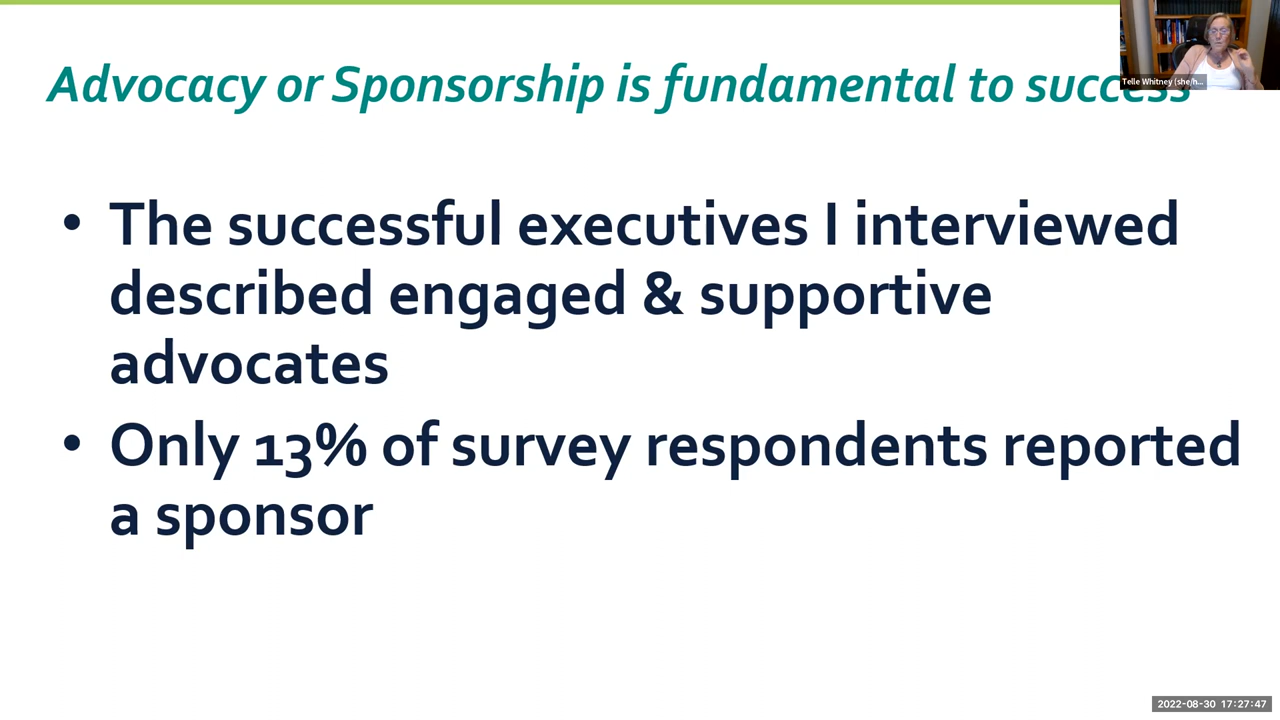 Advocacy or Sponsorship is fundamental to success
Telle Whitney (she/h...
• The successful executives I interviewed
described engaged & supportive
advocates
• Only 13% of survey respondents reported
a sponsor
2022-08-30 17:27:47